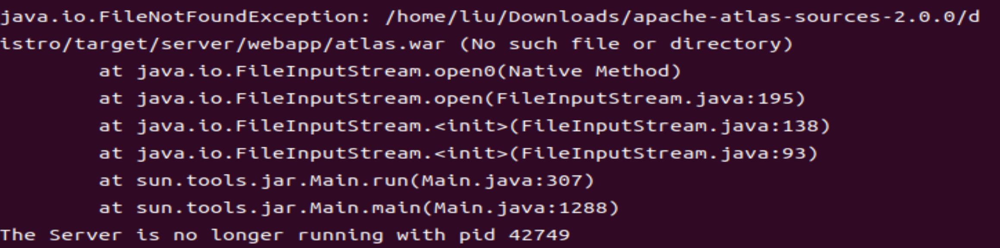 java.io.FileNotFoundException: /home/liu/Downloads/apache-atlas-sources-2.0.0/d
istro/target/server/webapp/atlas.war (No such file or directory)
        at java.io.FileInputStream.open0(Native Method)
        at java.io.FileInputStream.open(FileInputStream.java:195)
        at java.io.FileInputStream.<init>(FileInputStream.java:138)
        at java.io.FileInputStream.<init>(FileInputStream.java:93)
        at sun.tools.jar.Main.run(Main.java:307)
        at sun.tools.jar.Main.main(Main.java:1288)
The Server is no longer running with pid 42749